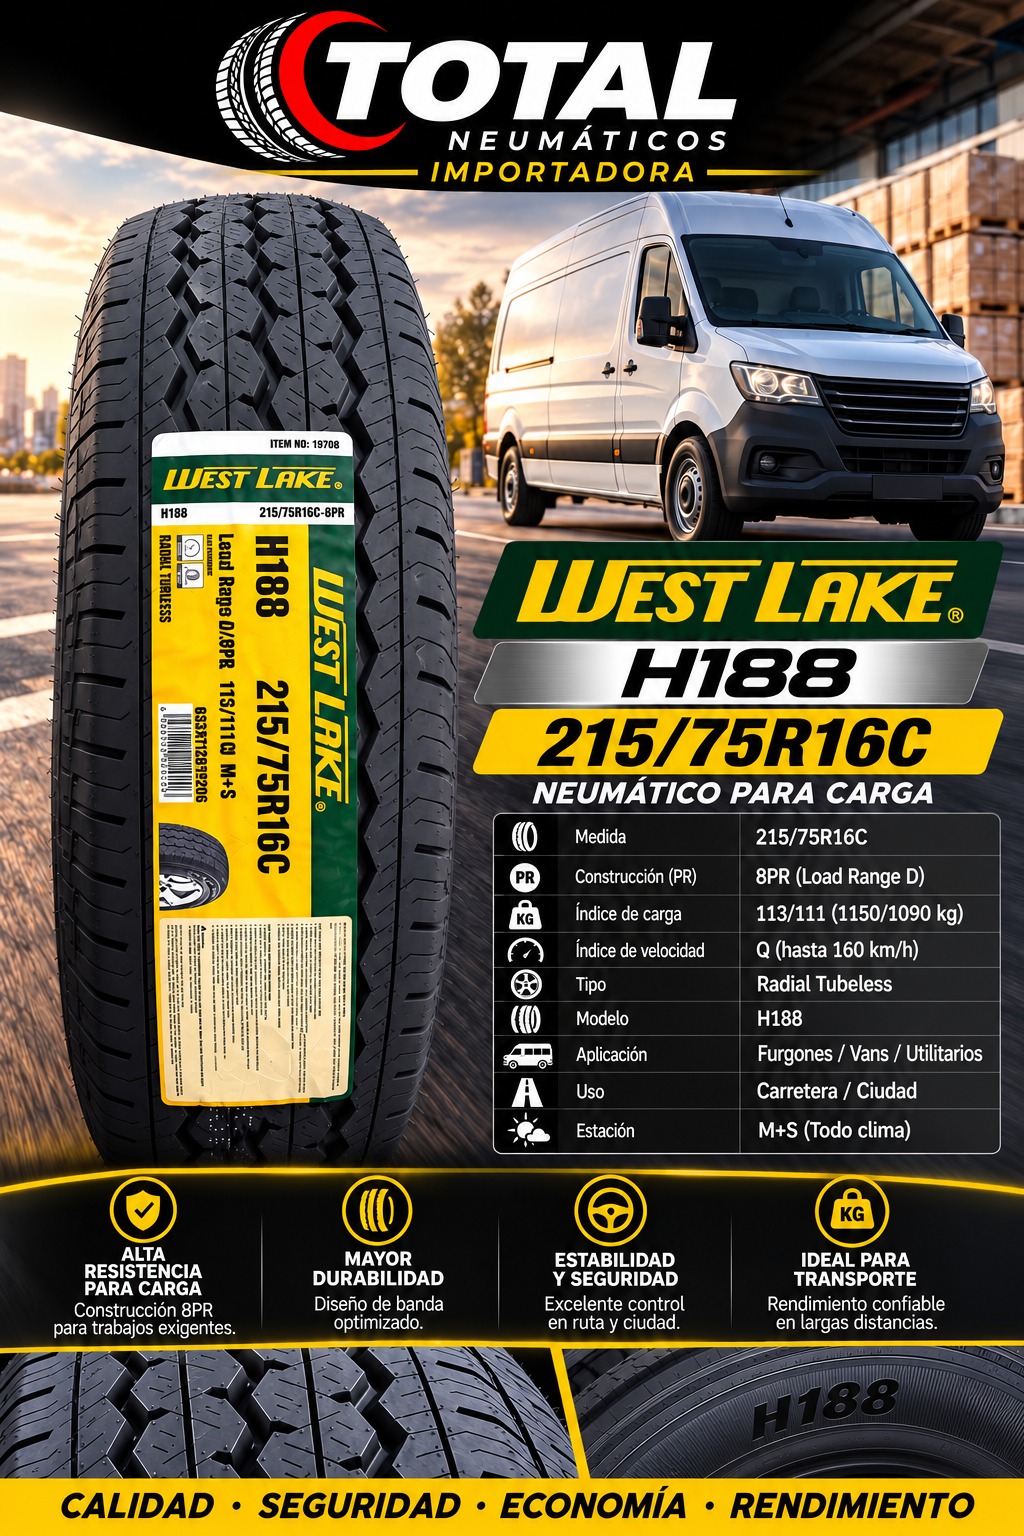 TOTAL
NEUMÁTICOS
IMPORTADORA
ITEM NO: 19708
WEST LAKE®
H188 215/75R16C-8PR
WEST LAKE®
H188 215/75R16C
M+S
RADIAL TUBELESS
WEST LAKE®
H188
215/75R16C
NEUMÁTICO PARA CARGA
Medida 215/75R16C
PR Construcción (PR) 8PR (Load Range D)
KG Índice de carga 113/111 (1150/1090 kg)
Índice de velocidad Q (hasta 160 km/h)
Tipo Radial Tubeless
Modelo H188
Aplicación Furgones / Vans / Utilitarios
Uso Carretera / Ciudad
Estación M+S (Todo clima)
ALTA
RESISTENCIA
PARA CARGA
Construcción 8PR
para trabajos exigentes.
MAYOR
DURABILIDAD
Diseño de banda
optimizado.
ESTABILIDAD
Y SEGURIDAD
Excelente control
en ruta y ciudad.
KG
IDEAL PARA
TRANSPORTE
Rendimiento confiable
en largas distancias.
H188
CALIDAD · SEGURIDAD · ECONOMÍA · RENDIMIENTO